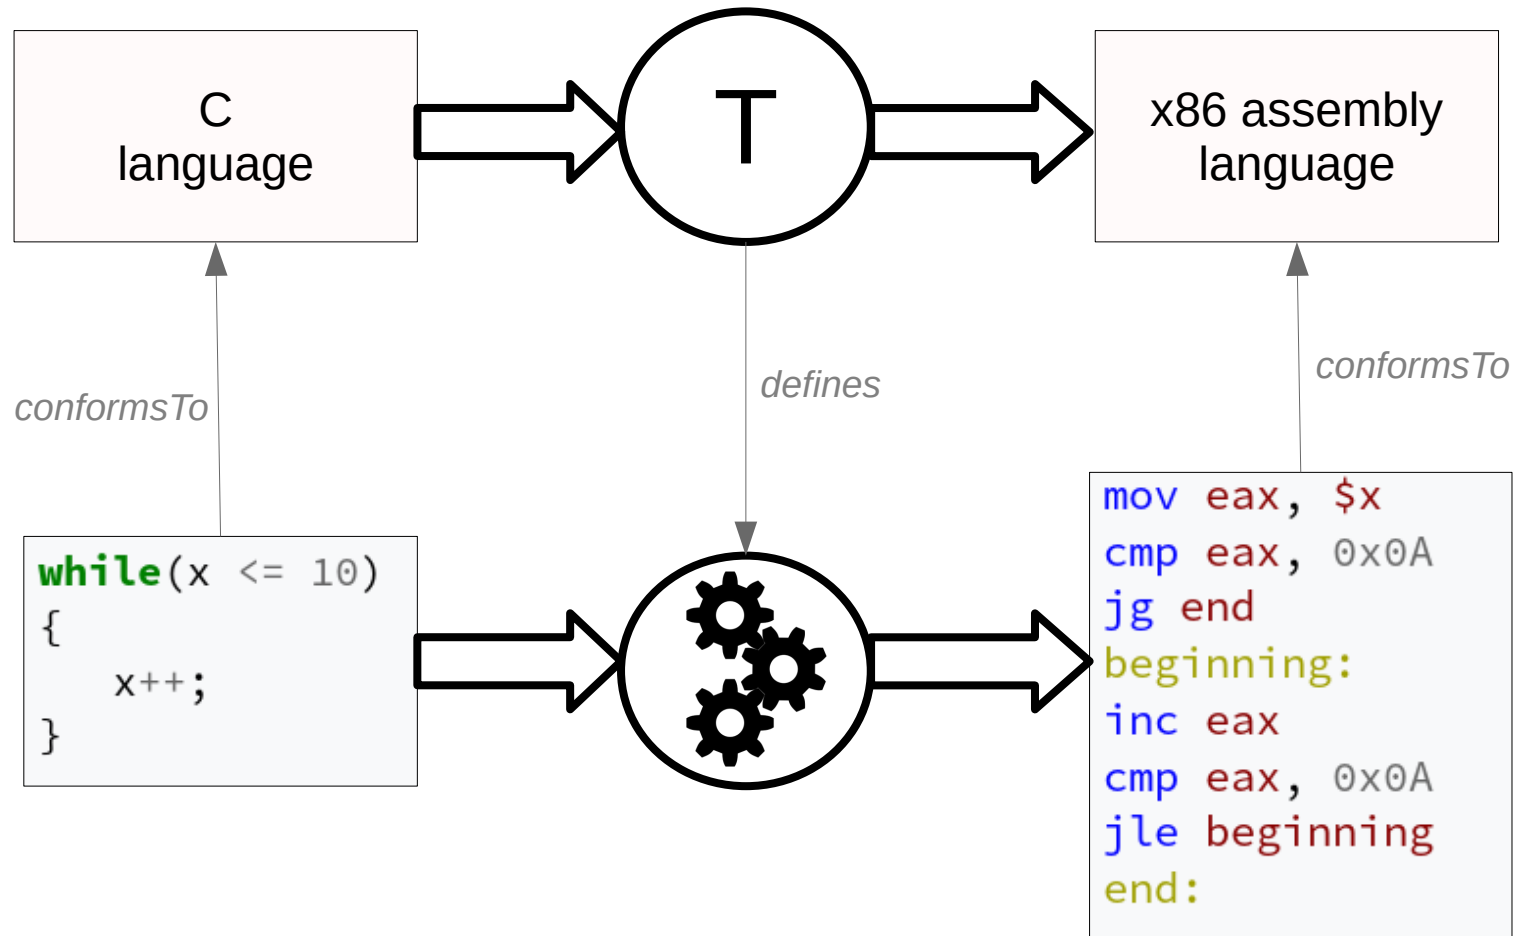 C
language
T
x86 assembly
language
conformsTo
defines
conformsTo
while(x <= 10)
{
x++;
}
mov eax, $x
cmp eax, 0x0A
jg end
beginning:
inc eax
cmp eax, 0x0A
jle beginning
end: